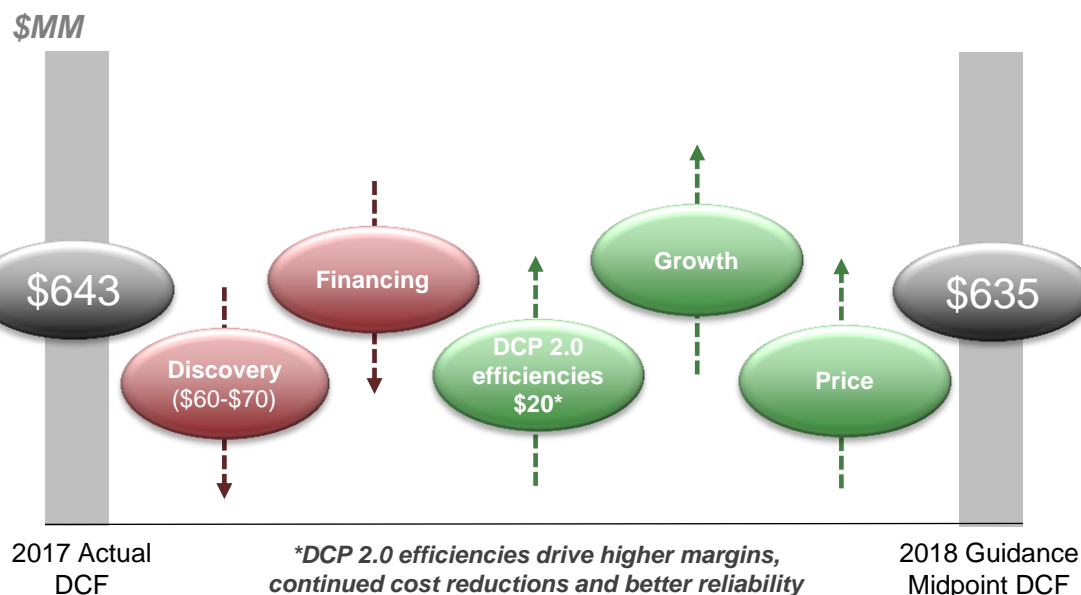 $MM
$643
Discovery
($60-$70)
Financing
DCP 2.0
efficiencies
$20*
Growth
Price
$635
2017 Actual
DCF
*DCP 2.0 efficiencies drive higher margins,
continued cost reductions and better reliability
2018 Guidance
Midpoint DCF